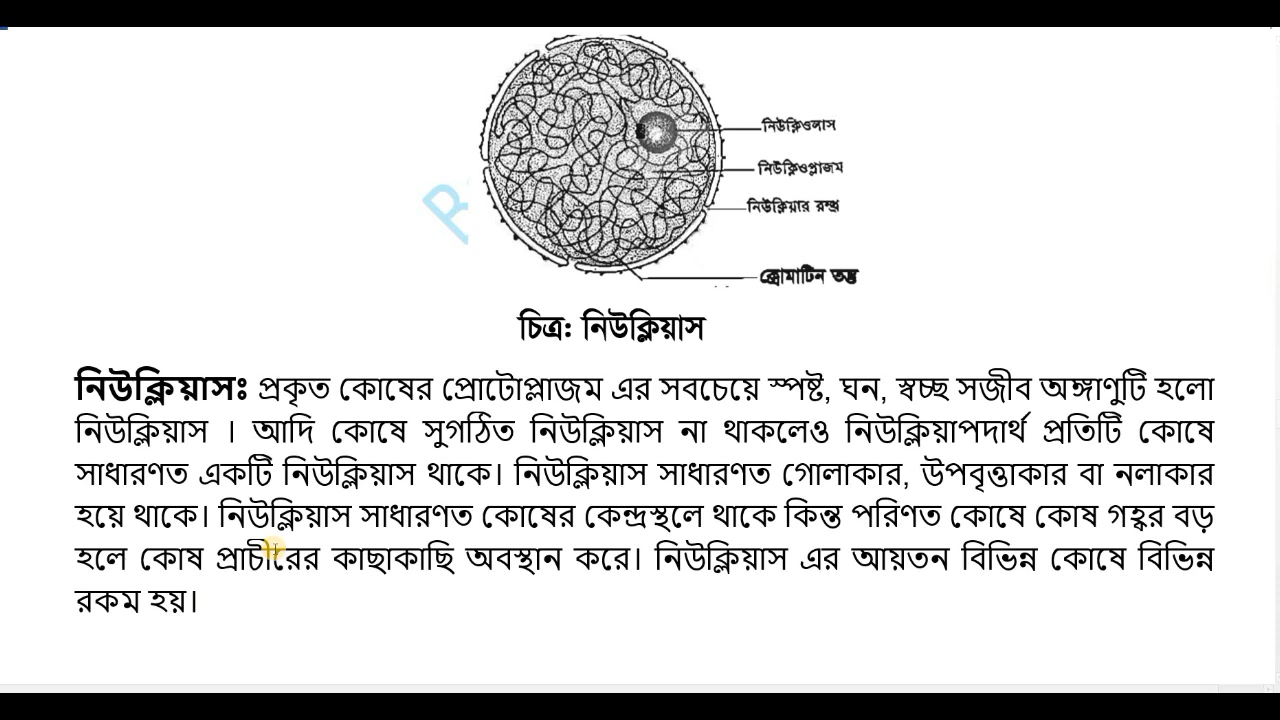 নিউক্লিওলাস
নিউক্লিওপ্লাজম
নিউক্লিয়ার রন্ধ্র
ক্রোমাটিন তন্তু
চিত্র: নিউক্লিয়াস
নিউক্লিয়াসঃ প্রকৃত কোষের প্রোটোপ্লাজম এর সবচেয়ে স্পষ্ট, ঘন, স্বচ্ছ সজীব অঙ্গাণুটি হলো
নিউক্লিয়াস । আদি কোষে সুগঠিত নিউক্লিয়াস না থাকলেও নিউক্লিয়াপদার্থ প্রতিটি কোষে
সাধারণত একটি নিউক্লিয়াস থাকে। নিউক্লিয়াস সাধারণত গোলাকার, উপবৃত্তাকার বা নলাকার
হয়ে থাকে। নিউক্লিয়াস সাধারণত কোষের কেন্দ্রস্থলে থাকে কিন্ত পরিণত কোষে কোষ গহ্বর বড়
হলে কোষ প্রাচীরের কাছাকাছি অবস্থান করে। নিউক্লিয়াস এর আয়তন বিভিন্ন কোষে বিভিন্ন
রকম হয়।